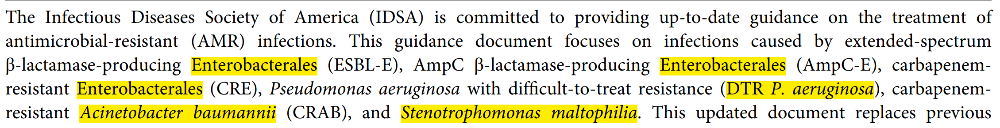 The Infectious Diseases Society of America (IDSA) is committed to providing up-to-date guidance on the treatment of
antimicrobial-resistant (AMR) infections. This guidance document focuses on infections caused by extended-spectrum
β-lactamase-producing Enterobacterales (ESBL-E), AmpC β-lactamase-producing Enterobacterales (AmpC-E), carbapenem-
resistant Enterobacterales (CRE), Pseudomonas aeruginosa with difficult-to-treat resistance (DTR P. aeruginosa), carbapenem-
resistant Acinetobacter baumannii (CRAB), and Stenotrophomonas maltophilia. This updated document replaces previous